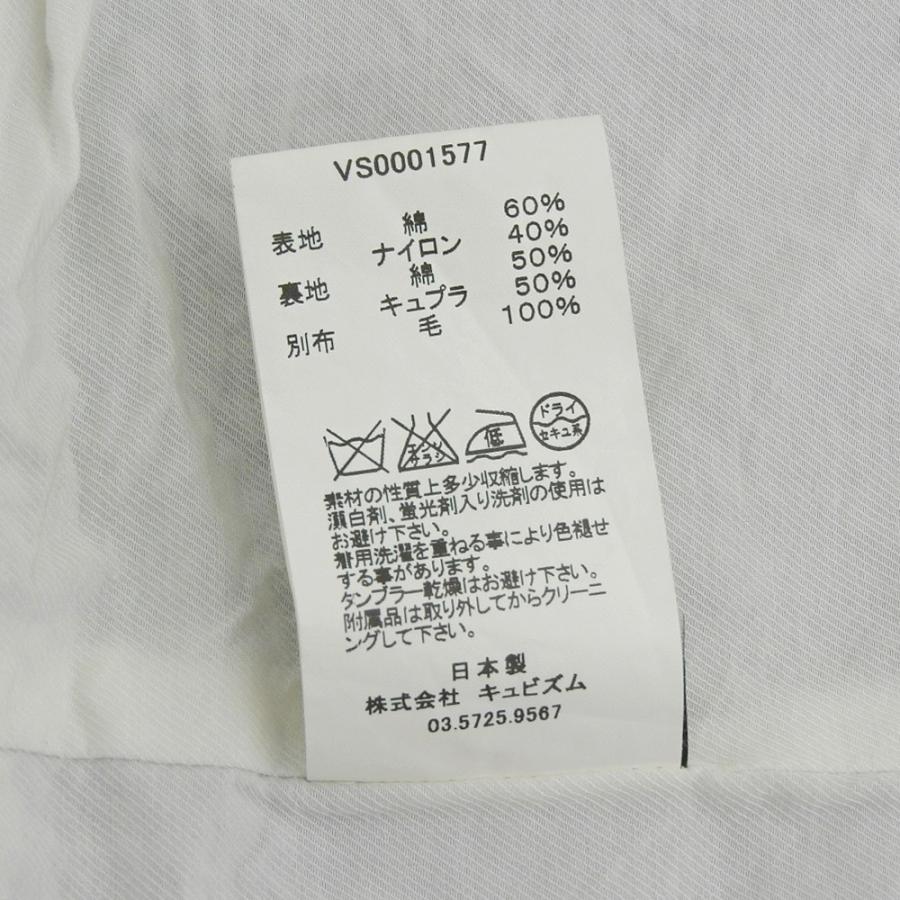 VS0001577
表地 綿 60%
ナイロン 40%
裏地 綿 50%
キュプラ 50%
別布 毛 100%
エンソ サラシ
低
ドライ
セキユ系
素材の性質上多少収縮します。
漂白剤、蛍光剤入り洗剤の使用は
お避け下さい。
着用洗濯を重ねる事により色褪せ
する事があります。
タンブラー乾燥はお避け下さい。
附属品は取り外してからクリーニ
ングして下さい。
日本製
株式会社 キュビズム
03.5725.9567